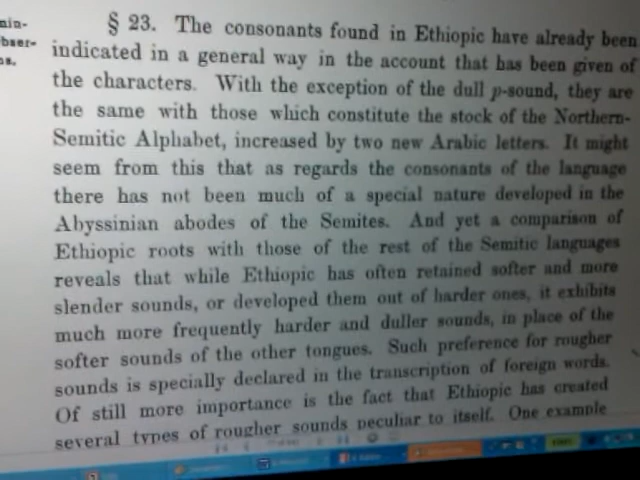 § 23. The consonants found in Ethiopic have already been
indicated in a general way in the account that has been given of
the characters. With the exception of the dull p-sound, they are
the same with those which constitute the stock of the Northern-
Semitic Alphabet, increased by two new Arabic letters. It might
seem from this that as regards the consonants of the language
there has not been much of a special nature developed in the
Abyssinian abodes of the Semites. And yet a comparison of
Ethiopic roots with those of the rest of the Semitic languages
reveals that while Ethiopic has often retained softer and more
slender sounds, or developed them out of harder ones, it exhibits
much more frequently harder and duller sounds, in place of the
softer sounds of the other tongues. Such preference for rougher
sounds is specially declared in the transcription of foreign words.
Of still more importance is the fact that Ethiopic has created
several types of rougher sounds peculiar to itself. One example